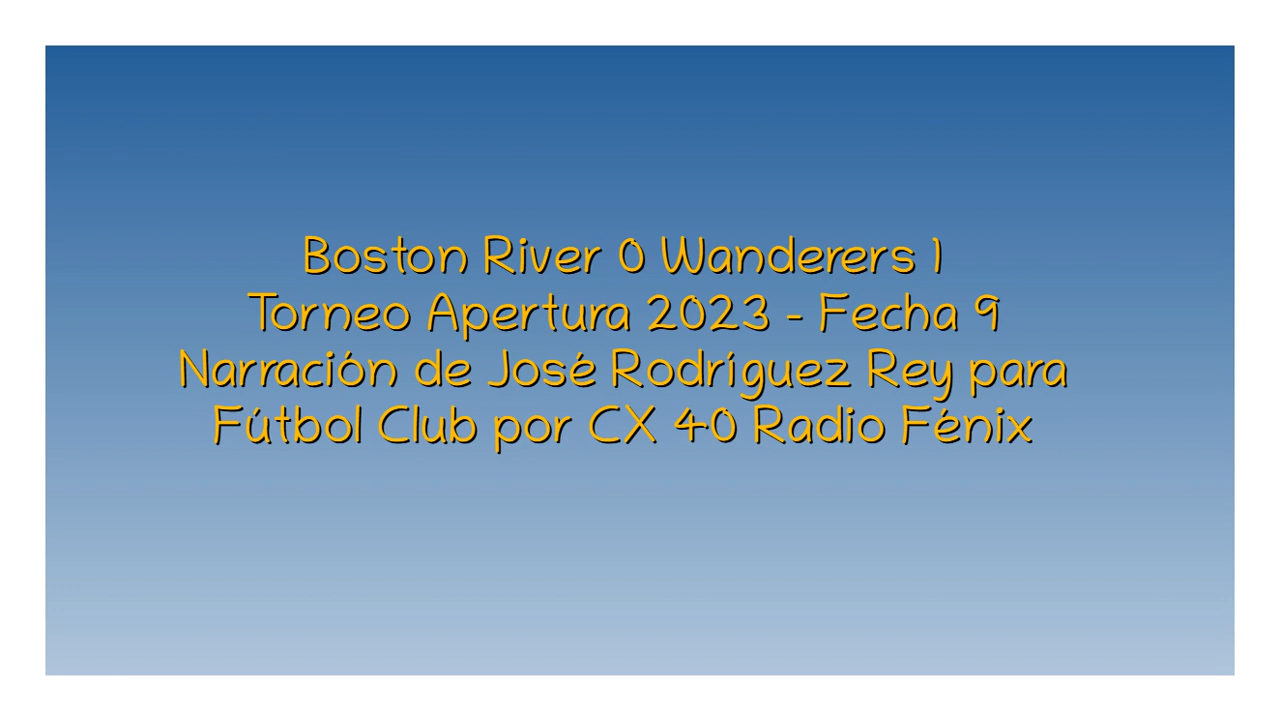 Boston River 0 Wanderers 1
Torneo Apertura 2023 - Fecha 9
Narración de José Rodríguez Rey para
Fútbol Club por CX 40 Radio Fénix